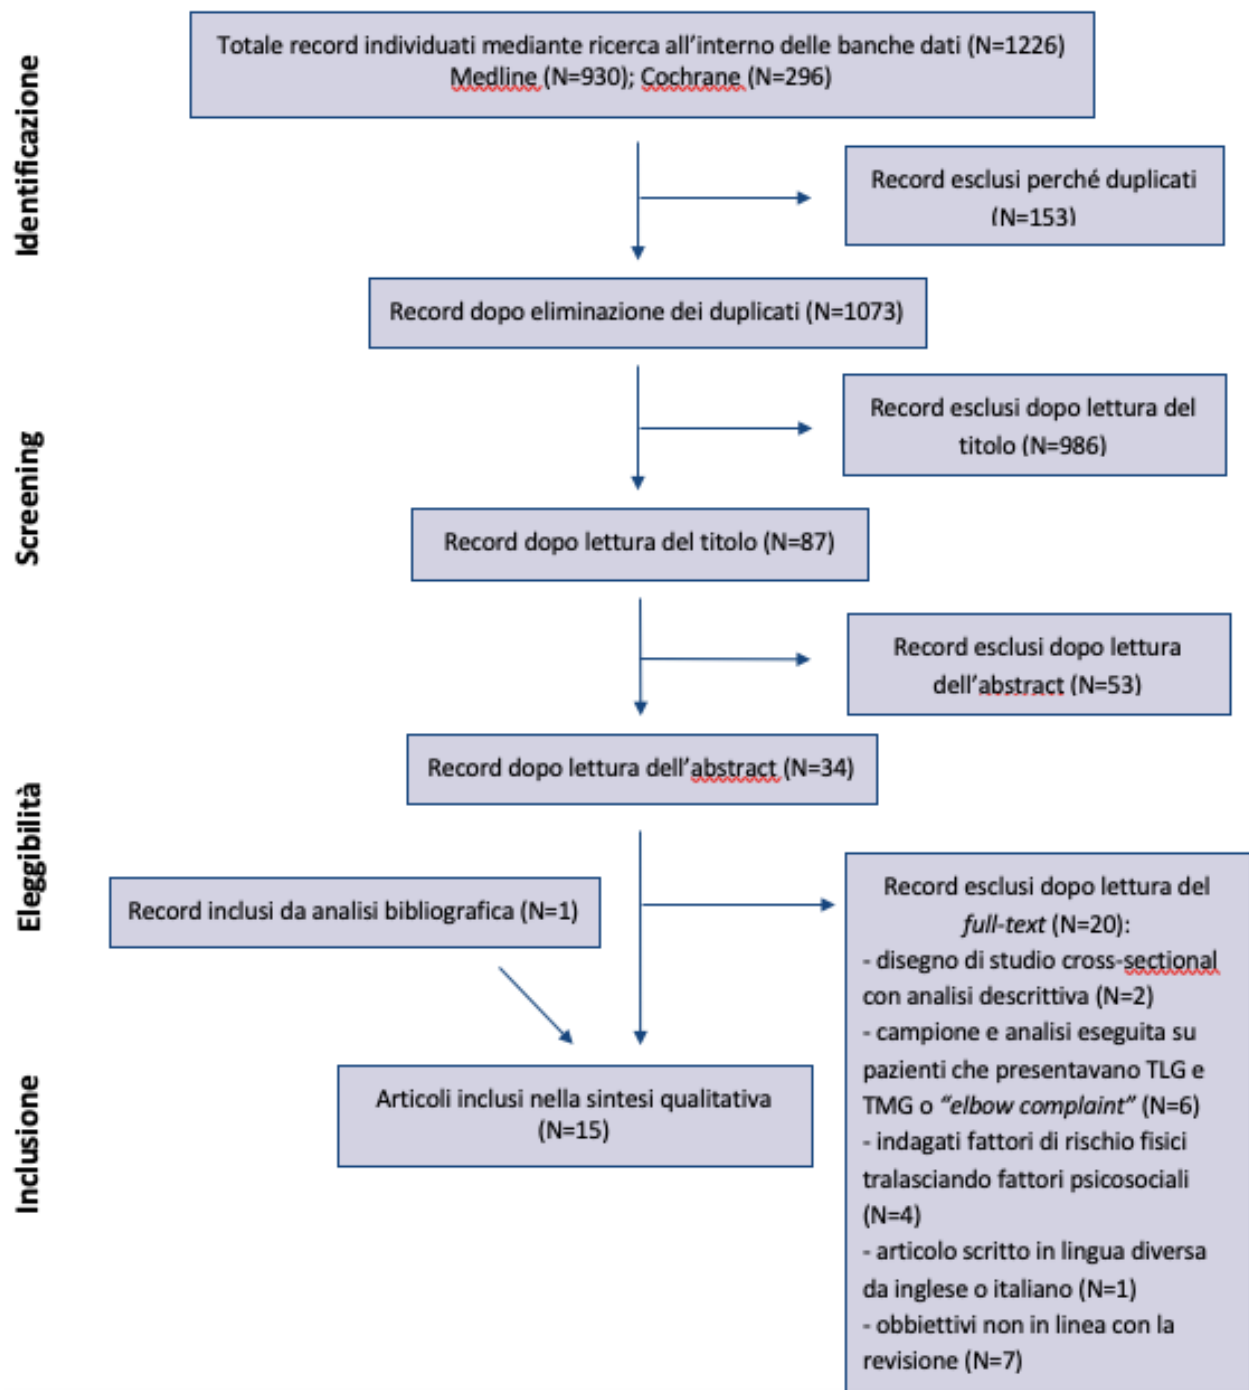 Identificazione
Totale record individuati mediante ricerca all'interno delle banche dati (N=1226)
Medline (N=930); Cochrane (N=296)
Record esclusi perché duplicati
(N=153)
Record dopo eliminazione dei duplicati (N=1073)
Screening
Record esclusi dopo lettura del
titolo (N=986)
Record dopo lettura del titolo (N=87)
Record esclusi dopo lettura
dell'abstract (N=53)
Eleggibilità
Record dopo lettura dell'abstract (N=34)
Record inclusi da analisi bibliografica (N=1)
Record esclusi dopo lettura del
full-text (N=20):
- disegno di studio cross-sectional
con analisi descrittiva (N=2)
- campione e analisi eseguita su
pazienti che presentavano TLG e
TMG o "elbow complaint" (N=6)
- indagati fattori di rischio fisici
tralasciando fattori psicosociali
(N=4)
- articolo scritto in lingua diversa
da inglese o italiano (N=1)
- obbiettivi non in linea con la
revisione (N=7)
Inclusione
Articoli inclusi nella sintesi qualitativa
(N=15)